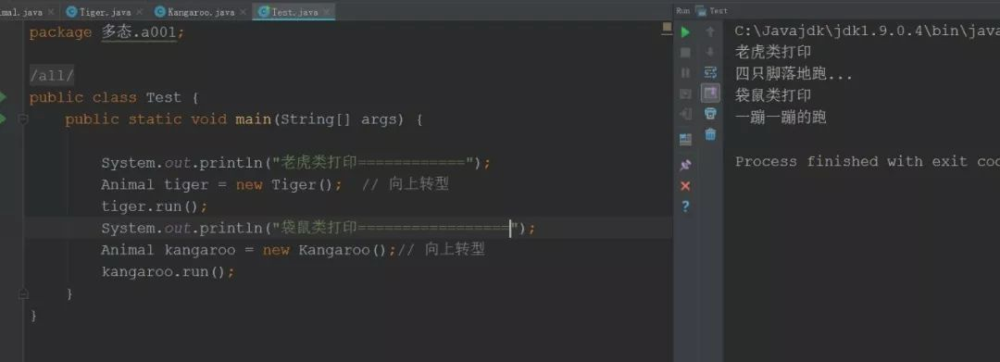 mal.java
Tiger.java
Kangaroo.java
Test.java
package 多态.a001;
/all/
public class Test {
public static void main(String[] args) {
System.out.println("老虎类打印============");
Animal tiger = new Tiger();  // 向上转型
tiger.run();
System.out.println("袋鼠类打印=================");
Animal kangaroo = new Kangaroo();// 向上转型
kangaroo.run();
}
}
Run Test
C:\Javajdk\jdk1.9.0.4\bin\java
老虎类打印
四只脚落地跑...
袋鼠类打印
一蹦一蹦的跑
Process finished with exit cod